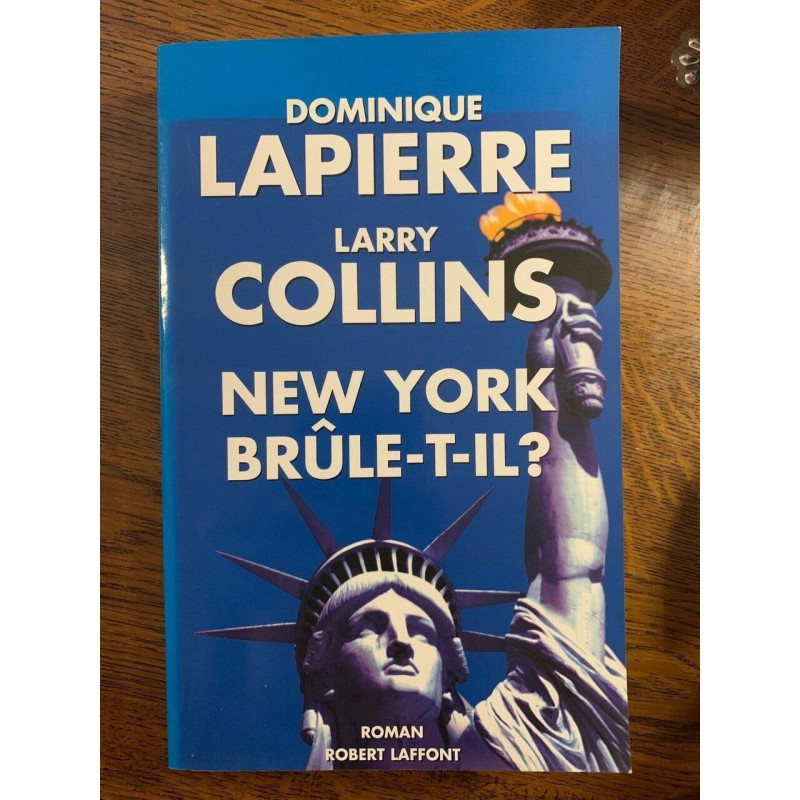 DOMINIQUE
LAPIERRE
LARRY
COLLINS
NEW YORK
BRÛLE-T-IL?
ROMAN
ROBERT LAFFONT